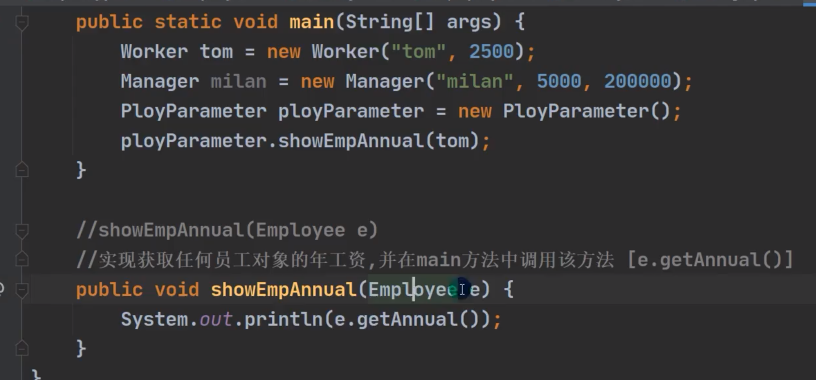 public static void main(String[] args) {
Worker tom = new Worker("tom", 2500);
Manager milan = new Manager("milan", 5000, 200000);
PloyParameter ployParameter = new PloyParameter();
ployParameter.showEmpAnnual(tom);
}
//showEmpAnnual(Employee e)
//实现获取任何员工对象的年工资,并在main方法中调用该方法 [e.getAnnual()]
public void showEmpAnnual(Employee e) {
System.out.println(e.getAnnual());
}
}